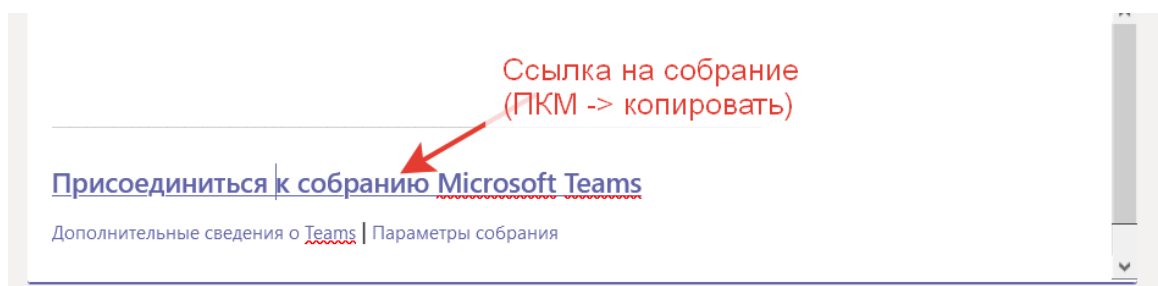 Ссылка на собрание
(ПКМ -> копировать)
Присоединиться к собранию Microsoft Teams
Дополнительные сведения о Teams | Параметры собрания